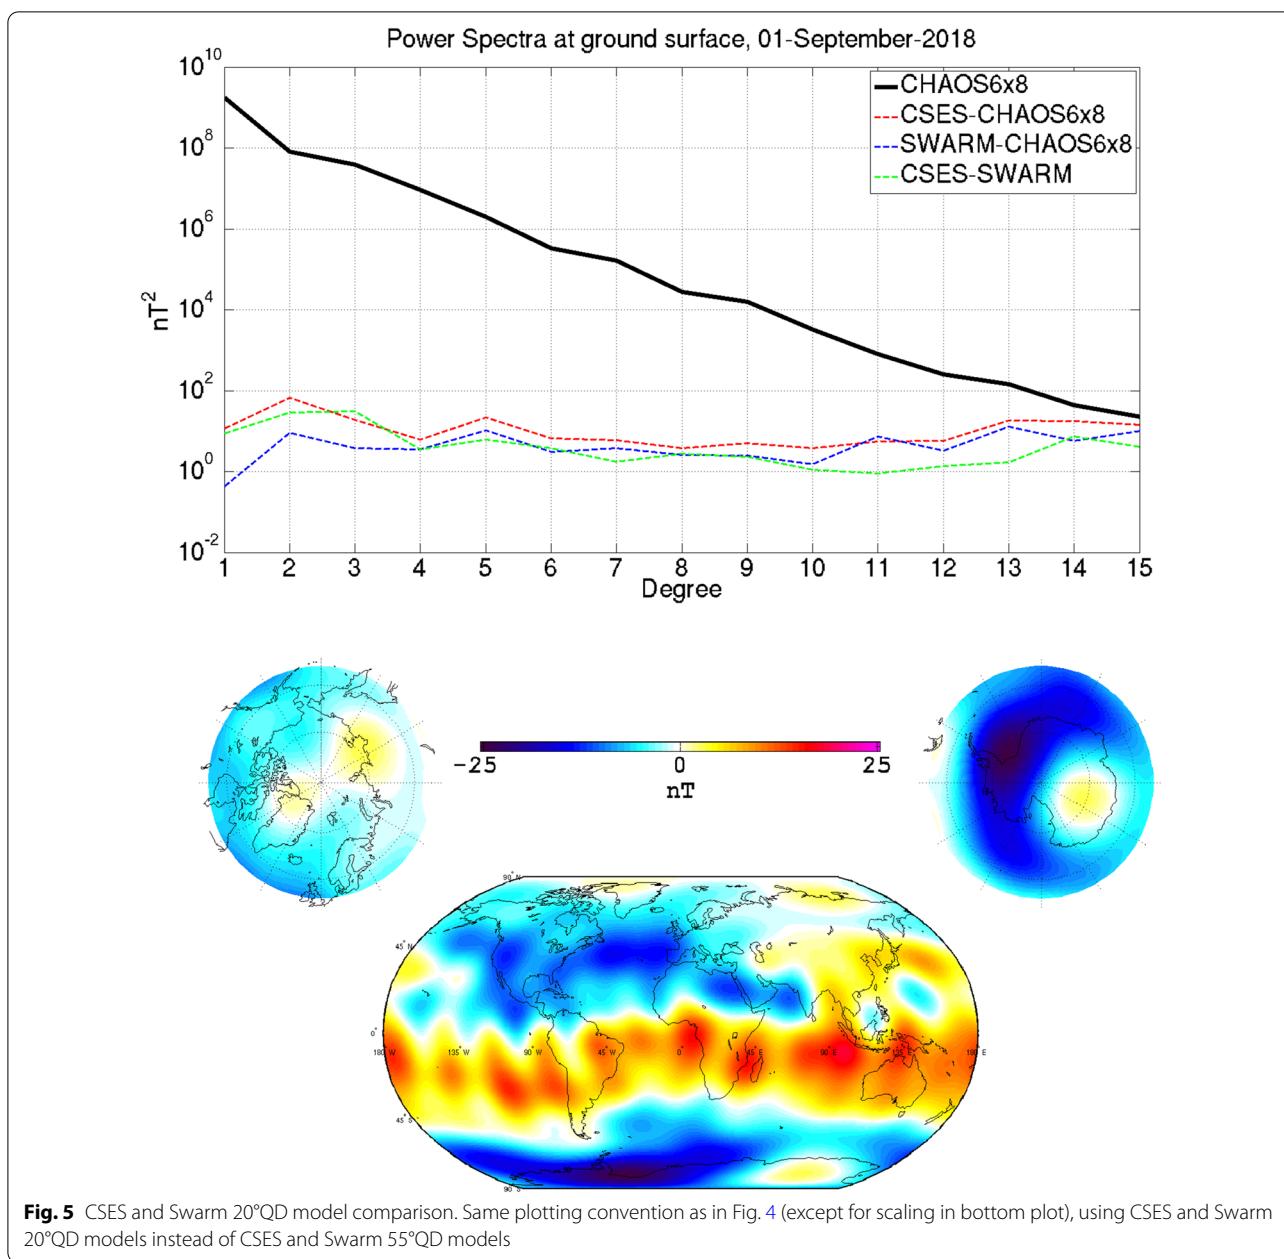 Power Spectra at ground surface, 01-September-2018
10^10
10^8
10^6
10^4
10^2
10^0
10^-2
nT^2
CHAOS6x8
CSES-CHAOS6x8
SWARM-CHAOS6x8
CSES-SWARM
1 2 3 4 5 6 7 8 9 10 11 12 13 14 15
Degree
-25 0 25
nT
90° N
45° N
0°
180° W 135° W 90° W 45° W 0° 45° E 90° E 135° E 180° E
45° S
90° S
Fig. 5 CSES and Swarm 20°QD model comparison. Same plotting convention as in Fig. 4 (except for scaling in bottom plot), using CSES and Swarm
20°QD models instead of CSES and Swarm 55°QD models